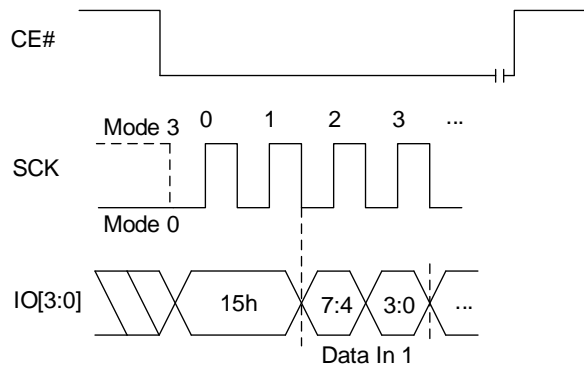 CE#
Mode 3 0 1 2 3 ...
SCK
Mode 0
IO[3:0] 15h 7:4 3:0 ...
Data In 1